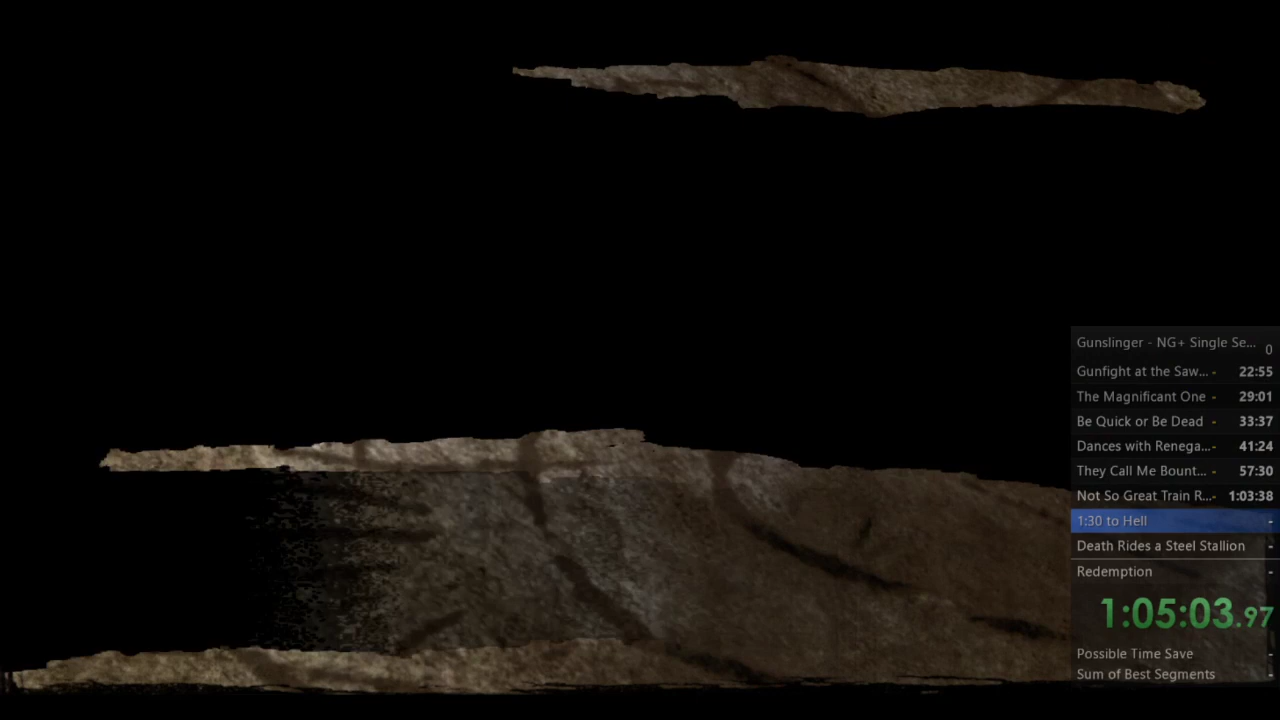 Gunslinger - NG+ Single Se... 0
Gunfight at the Saw... - 22:55
The Magnificant One - 29:01
Be Quick or Be Dead - 33:37
Dances with Renega... - 41:24
They Call Me Bount... - 57:30
Not So Great Train R... - 1:03:38
1:30 to Hell -
Death Rides a Steel Stallion -
Redemption -
1:05:03.97
Possible Time Save -
Sum of Best Segments -